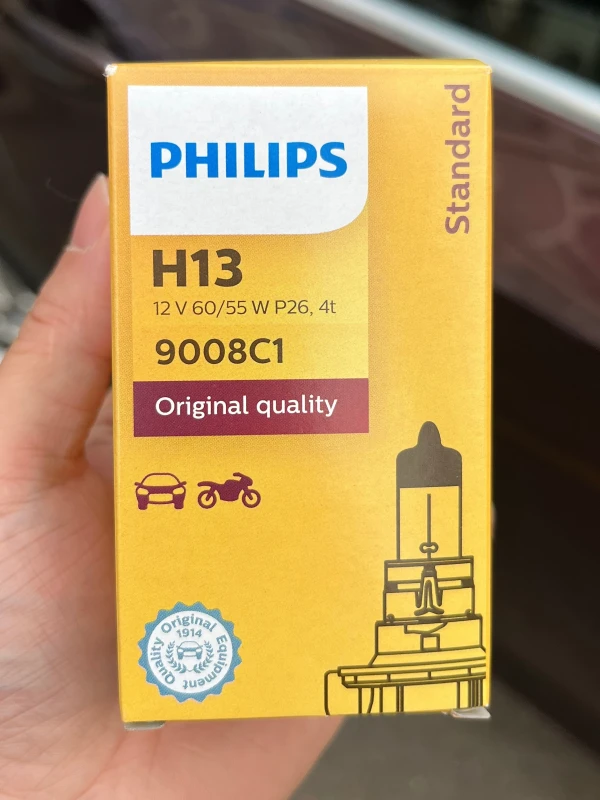 PHILIPS
Standard
H13
12 V 60/55 W P26, 4t
9008C1
Original quality
Quality Original Equipment
1914